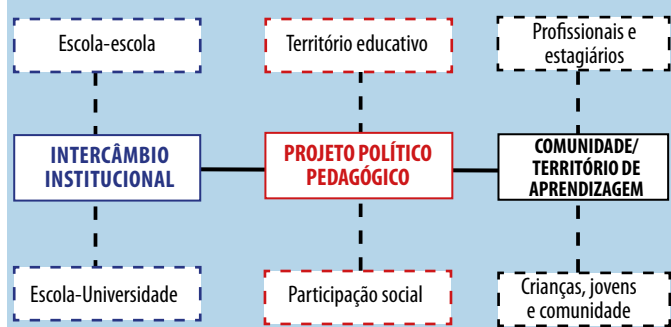 Escola-escola
Território educativo
Profissionais e
estagiários
INTERCÂMBIO
INSTITUCIONAL
PROJETO POLÍTICO
PEDAGÓGICO
COMUNIDADE/
TERRITÓRIO DE
APRENDIZAGEM
Escola-Universidade
Participação social
Crianças, jovens
e comunidade